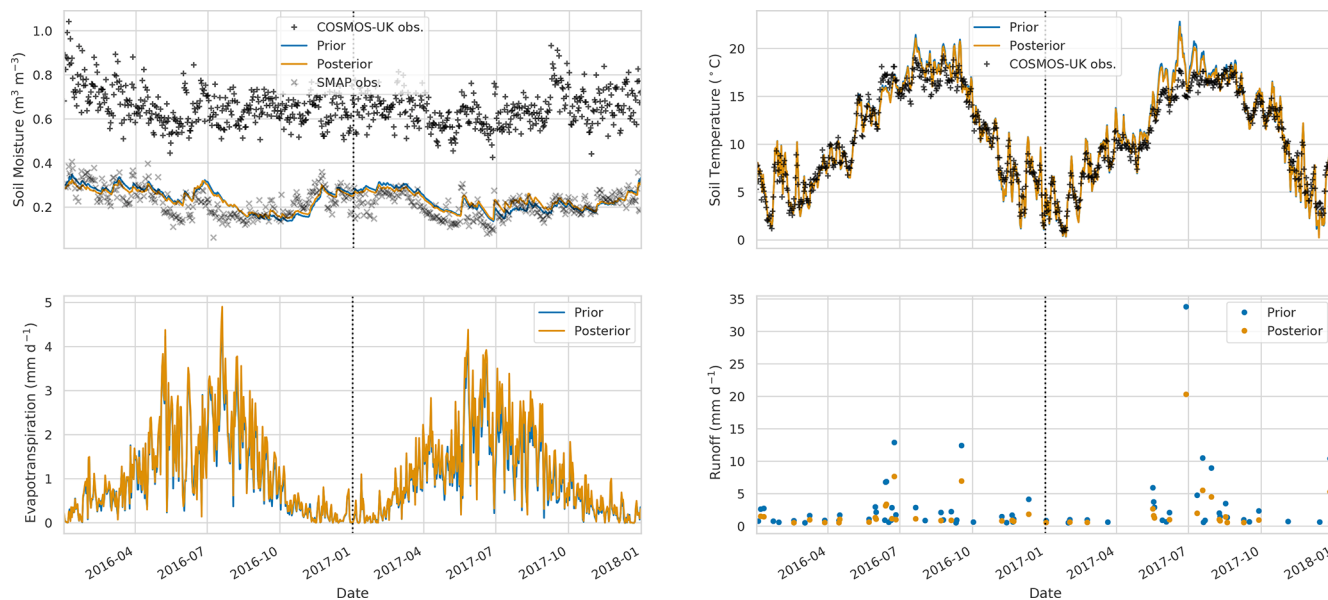 1.0
0.8
0.6
0.4
0.2
Soil Moisture (m³ m⁻³)
COSMOS-UK obs.
Prior
Posterior
SMAP obs.
20
15
10
5
0
Soil Temperature (°C)
Prior
Posterior
COSMOS-UK obs.
5
4
3
2
1
0
Evapotranspiration (mm d⁻¹)
Prior
Posterior
2016-04
2016-07
2016-10
2017-01
2017-04
2017-07
2017-10
2018-01
Date
35
30
25
20
15
10
5
0
Runoff (mm d⁻¹)
Prior
Posterior
2016-04
2016-07
2016-10
2017-01
2017-04
2017-07
2017-10
2018-0
Date